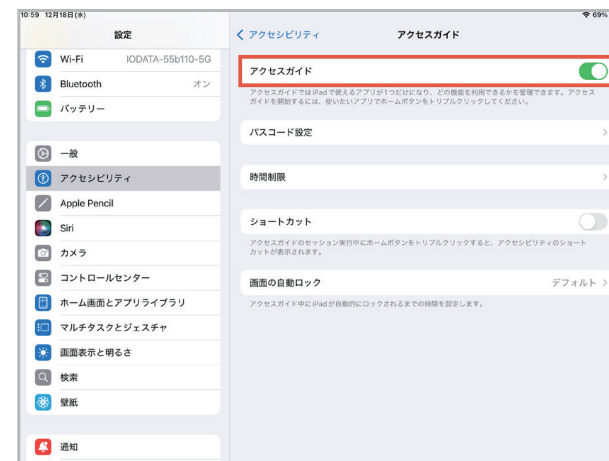 10:59 12月18日(水)
69%
設定
Wi-Fi IODATA-55b110-5G
Bluetooth オン
バッテリー
一般
アクセシビリティ
Apple Pencil
Siri
カメラ
コントロールセンター
ホーム画面とアプリライブラリ
マルチタスクとジェスチャ
画面表示と明るさ
検索
壁紙
通知
アクセシビリティ
アクセスガイド
アクセスガイド
アクセスガイドではiPadで使えるアプリが1つだけになり、どの機能を利用できるかを管理できます。アクセス
ガイドを開始するには、使いたいアプリでホームボタンをトリプルクリックしてください。
パスコード設定
時間制限
ショートカット
アクセスガイドのセッション実行中にホームボタンをトリプルクリックすると、アクセシビリティのショート
カットが表示されます。
画面の自動ロック デフォルト
アクセスガイド中にiPadが自動的にロックされるまでの時間を設定します。